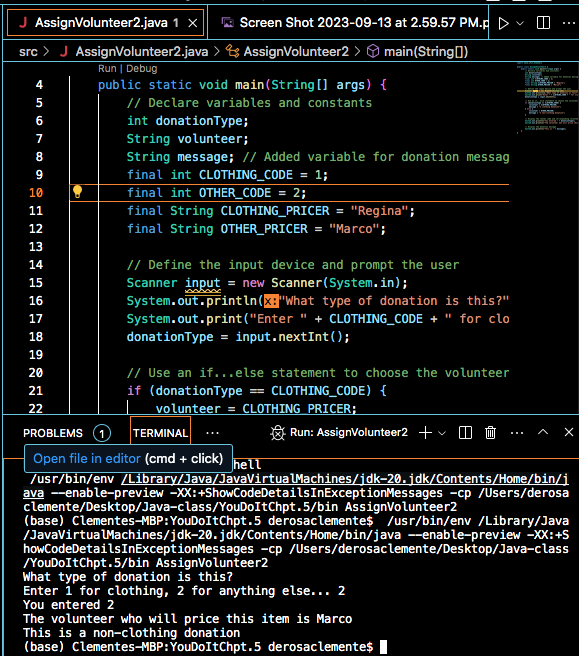 AssignVolunteer2.java 1
Screen Shot 2023-09-13 at 2.59.57 PM.p
src > AssignVolunteer2.java > AssignVolunteer2 > main(String[])
Run | Debug
4 public static void main(String[] args) {
5 // Declare variables and constants
6 int donationType;
7 String volunteer;
8 String message; // Added variable for donation messag
9 final int CLOTHING_CODE = 1;
10 final int OTHER_CODE = 2;
11 final String CLOTHING_PRICER = "Regina";
12 final String OTHER_PRICER = "Marco";
13
14 // Define the input device and prompt the user
15 Scanner input = new Scanner(System.in);
16 System.out.println(x:"What type of donation is this?"
17 System.out.print("Enter " + CLOTHING_CODE + " for clo
18 donationType = input.nextInt();
19
20 // Use an if...else statement to choose the volunteer
21 if (donationType == CLOTHING_CODE) {
22 volunteer = CLOTHING_PRICER;
PROBLEMS 1 TERMINAL ... Run: AssignVolunteer2
Open file in editor (cmd + click) hell
/usr/bin/env /Library/Java/JavaVirtualMachines/jdk-20.jdk/Contents/Home/bin/j
ava --enable-preview -XX:+ShowCodeDetailsInExceptionMessages -cp /Users/derosa
clemente/Desktop/Java-class/YouDoItChpt.5/bin AssignVolunteer2
(base) Clementes-MBP:YouDoItChpt.5 derosaclemente$ /usr/bin/env /Library/Java
/JavaVirtualMachines/jdk-20.jdk/Contents/Home/bin/java --enable-preview -XX:+S
howCodeDetailsInExceptionMessages -cp /Users/derosaclemente/Desktop/Java-class
/YouDoItChpt.5/bin AssignVolunteer2
What type of donation is this?
Enter 1 for clothing, 2 for anything else... 2
You entered 2
The volunteer who will price this item is Marco
This is a non-clothing donation
(base) Clementes-MBP:YouDoItChpt.5 derosaclemente$